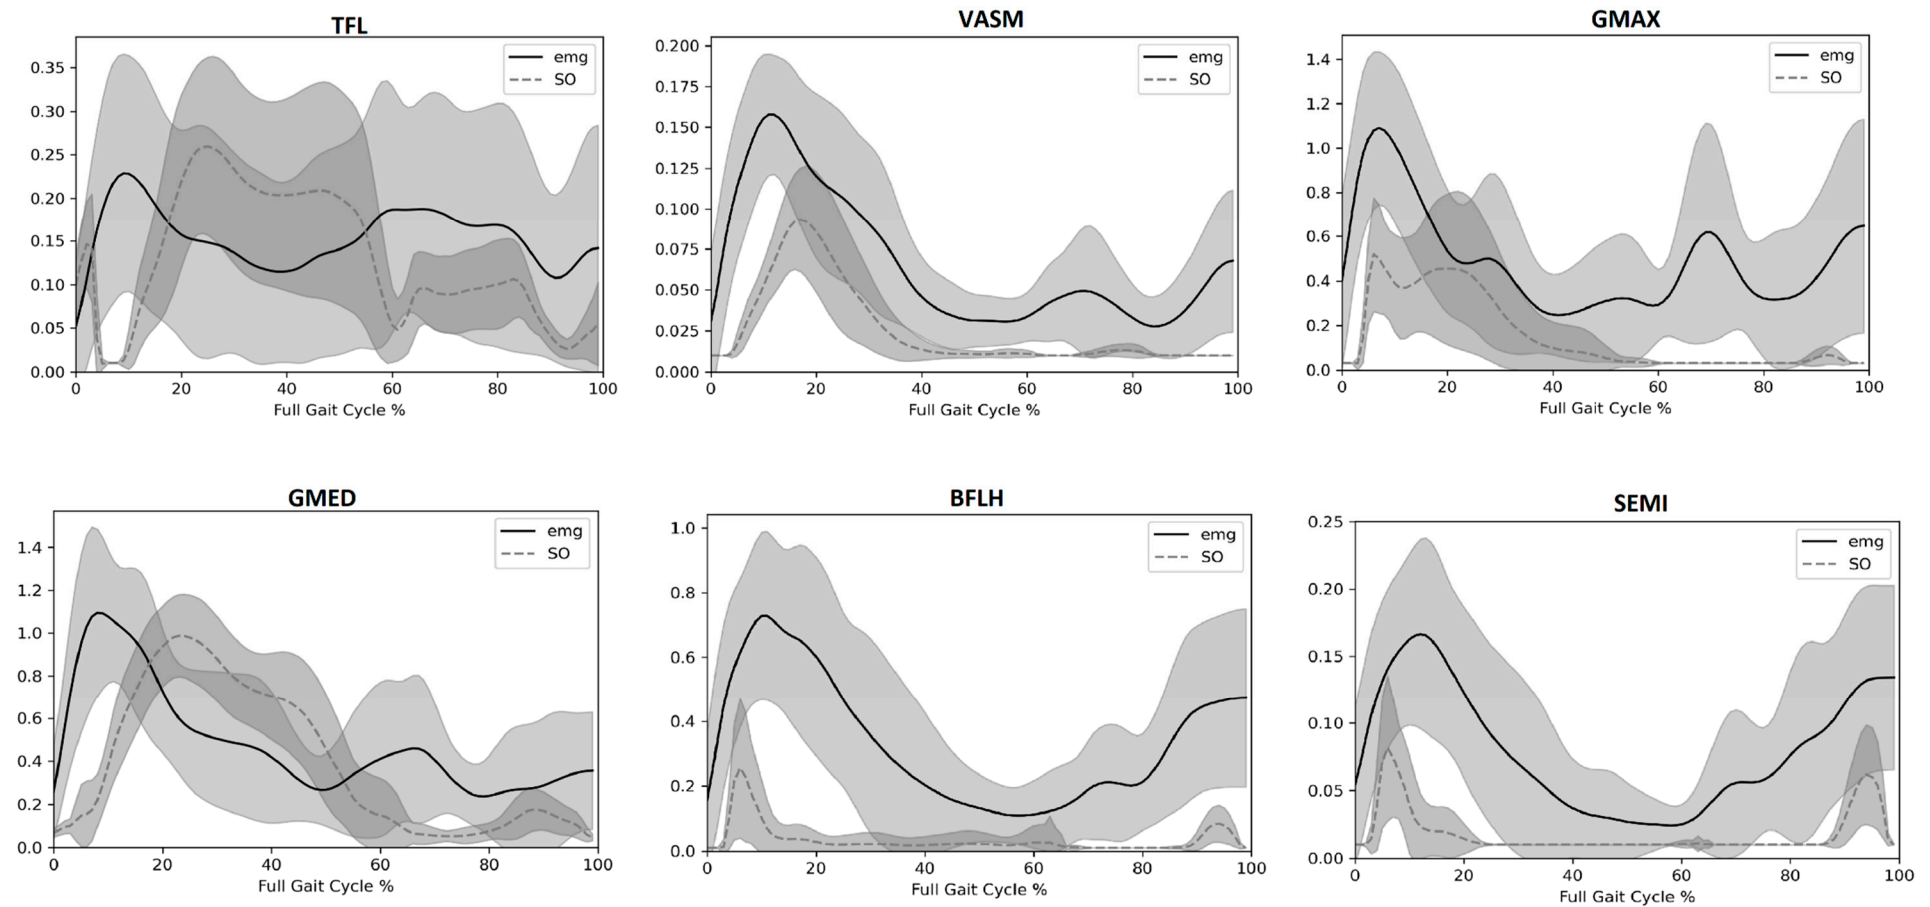 TFL
emg
SO
0.35
0.30
0.25
0.20
0.15
0.10
0.05
0.00
0 20 40 60 80 100
Full Gait Cycle %
VASM
emg
SO
0.200
0.175
0.150
0.125
0.100
0.075
0.050
0.025
0.000
0 20 40 60 80 100
Full Gait Cycle %
GMAX
emg
SO
1.4
1.2
1.0
0.8
0.6
0.4
0.2
0.0
0 20 40 60 80 100
Full Gait Cycle %
GMED
emg
SO
1.4
1.2
1.0
0.8
0.6
0.4
0.2
0.0
0 20 40 60 80 100
Full Gait Cycle %
BFLH
emg
SO
1.0
0.8
0.6
0.4
0.2
0.0
0 20 40 60 80 100
Full Gait Cycle %
SEMI
emg
SO
0.25
0.20
0.15
0.10
0.05
0.00
0 20 40 60 80 100
Full Gait Cycle %